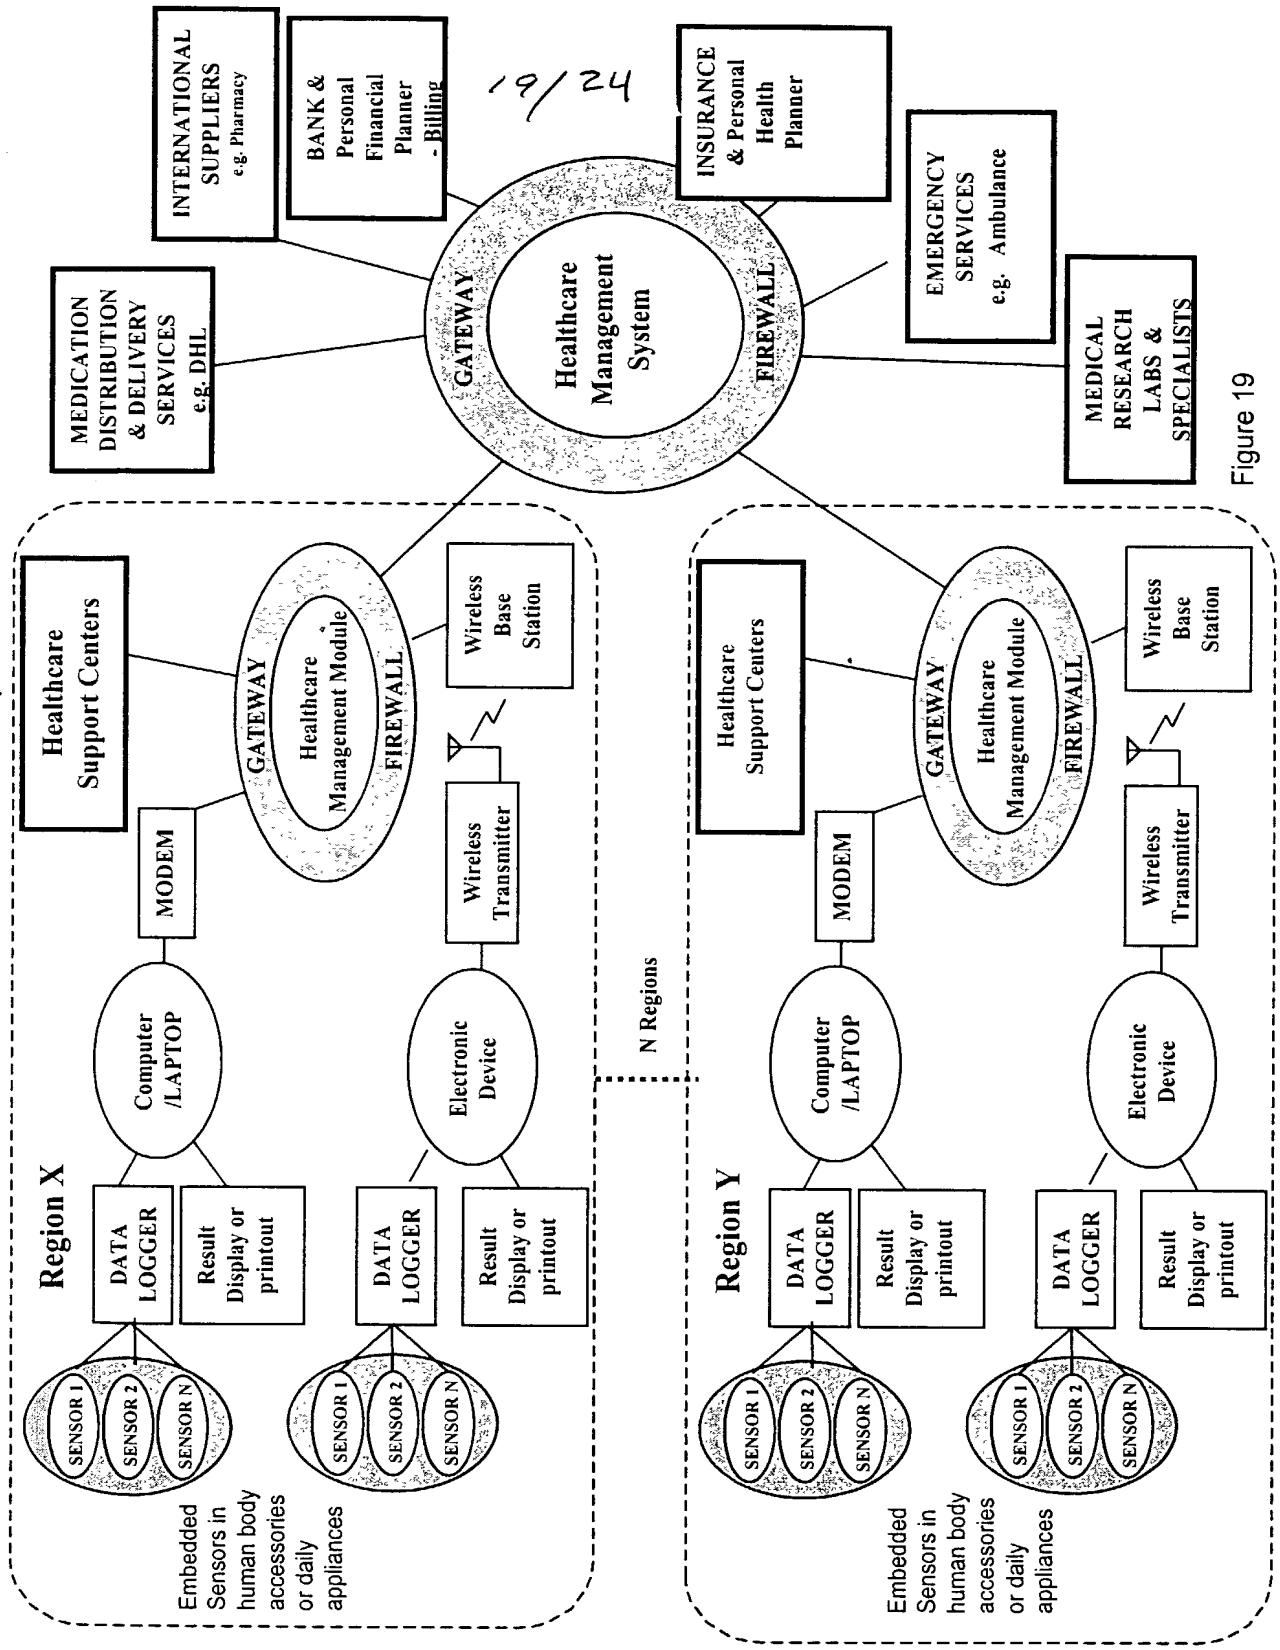 Region X
Embedded
Sensors in
human body
accessories
or daily
appliances
SENSOR 1
SENSOR 2
SENSOR N
DATA
LOGGER
Result
Display or
printout
Computer
/LAPTOP
MODEM
Healthcare
Support Centers
GATEWAY
Healthcare
Management Module
FIREWALL
SENSOR 1
SENSOR 2
SENSOR N
DATA
LOGGER
Result
Display or
printout
Electronic
Device
Wireless
Transmitter
Wireless
Base
Station
N Regions
Region Y
Embedded
Sensors in
human body
accessories
or daily
appliances
SENSOR 1
SENSOR 2
SENSOR N
DATA
LOGGER
Result
Display or
printout
Computer
/LAPTOP
MODEM
Healthcare
Support Centers
GATEWAY
Healthcare
Management Module
FIREWALL
SENSOR 1
SENSOR 2
SENSOR N
DATA
LOGGER
Result
Display or
printout
Electronic
Device
Wireless
Transmitter
Wireless
Base
Station
MEDICATION
DISTRIBUTION
& DELIVERY
SERVICES
e.g. DHL
INTERNATIONAL
SUPPLIERS
e.g. Pharmacy
BANK &
Personal
Financial
Planner
- Billing
19/24
GATEWAY
Healthcare
Management
System
FIREWALL
INSURANCE
& Personal
Health
Planner
EMERGENCY
SERVICES
e.g. Ambulance
MEDICAL
RESEARCH
LABS &
SPECIALISTS
Figure 19